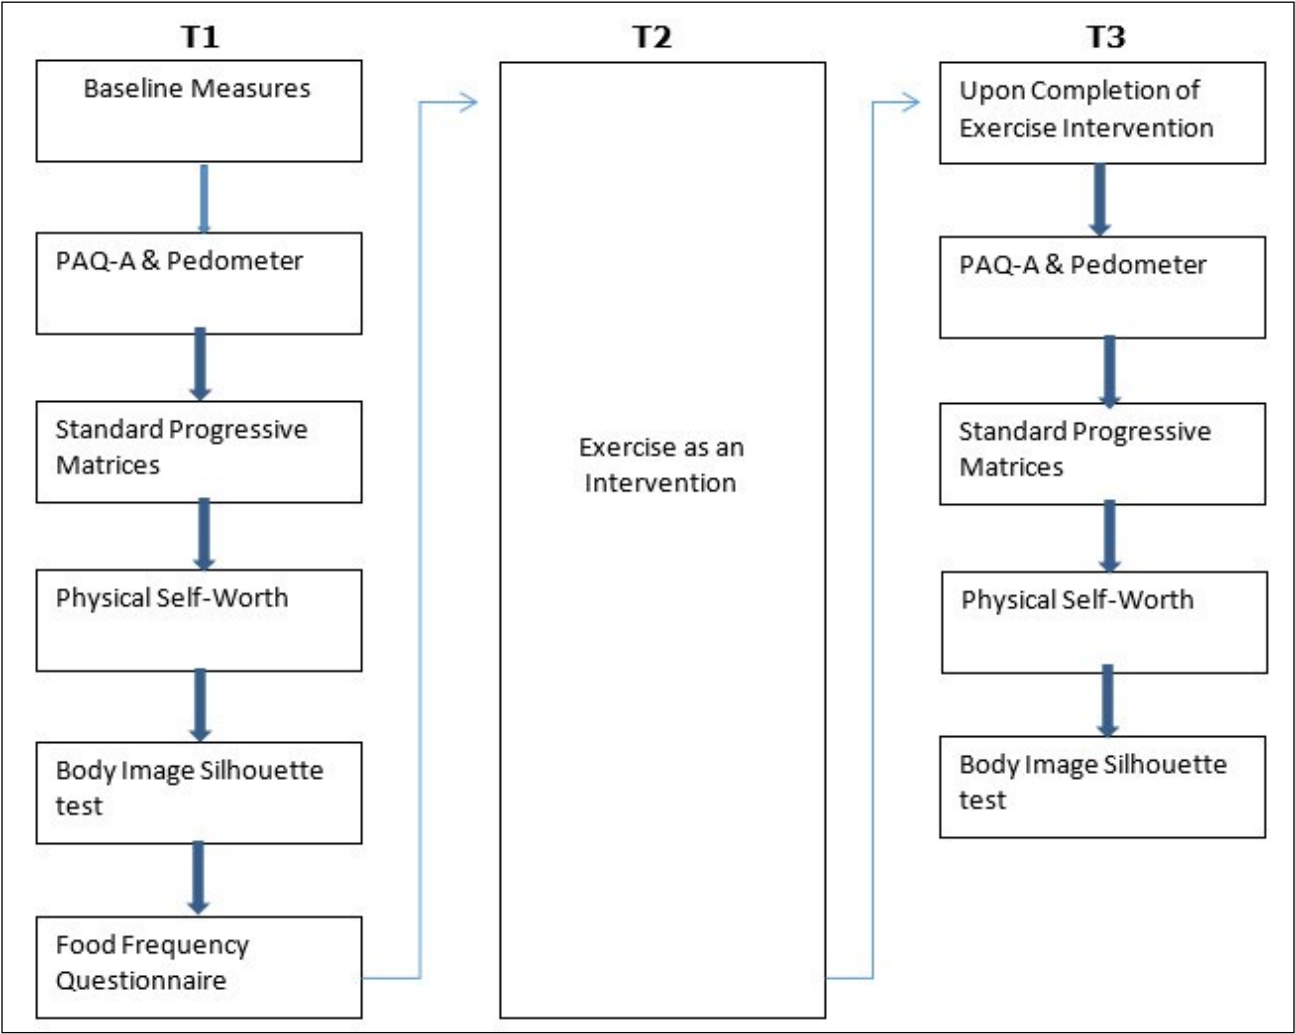 T1
Baseline Measures
PAQ-A & Pedometer
Standard Progressive
Matrices
Physical Self-Worth
Body Image Silhouette
test
Food Frequency
Questionnaire
T2
Exercise as an
Intervention
T3
Upon Completion of
Exercise Intervention
PAQ-A & Pedometer
Standard Progressive
Matrices
Physical Self-Worth
Body Image Silhouette
test